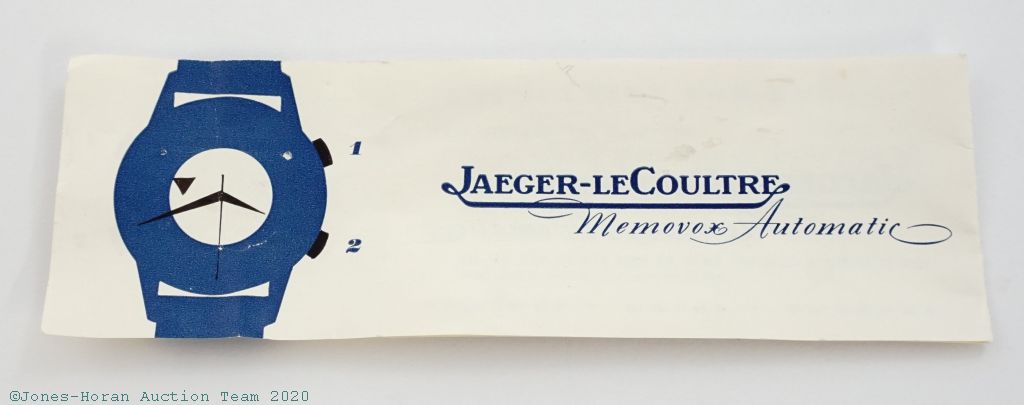 1
JAEGER-LECOULTRE
Memovox Automatic
2
©Jones-Horan Auction Team 2020